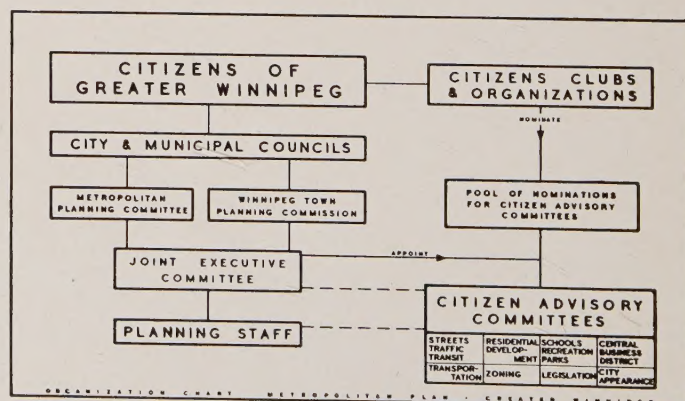 CITIZENS OF
GREATER WINNIPEG
CITIZENS CLUBS
& ORGANIZATIONS
NOMINATE
CITY & MUNICIPAL COUNCILS
METROPOLITAN
PLANNING COMMITTEE
WINNIPEG TOWN
PLANNING COMMISSION
POOL OF NOMINATIONS
FOR CITIZEN ADVISORY
COMMITTEES
JOINT EXECUTIVE
COMMITTEE
APPOINT
CITIZEN ADVISORY
COMMITTEES
PLANNING STAFF
STREETS
TRAFFIC
TRANSIT
RESIDENTIAL
DEVELOP-
MENT
SCHOOLS
RECREATION
PARKS
CENTRAL
BUSINESS
DISTRICT
TRANSPOR-
TATION
ZONING
LEGISLATION
CITY
APPEARANCE
ORGANIZATION CHART METROPOLITAN PLAN - GREATER WINNIPEG